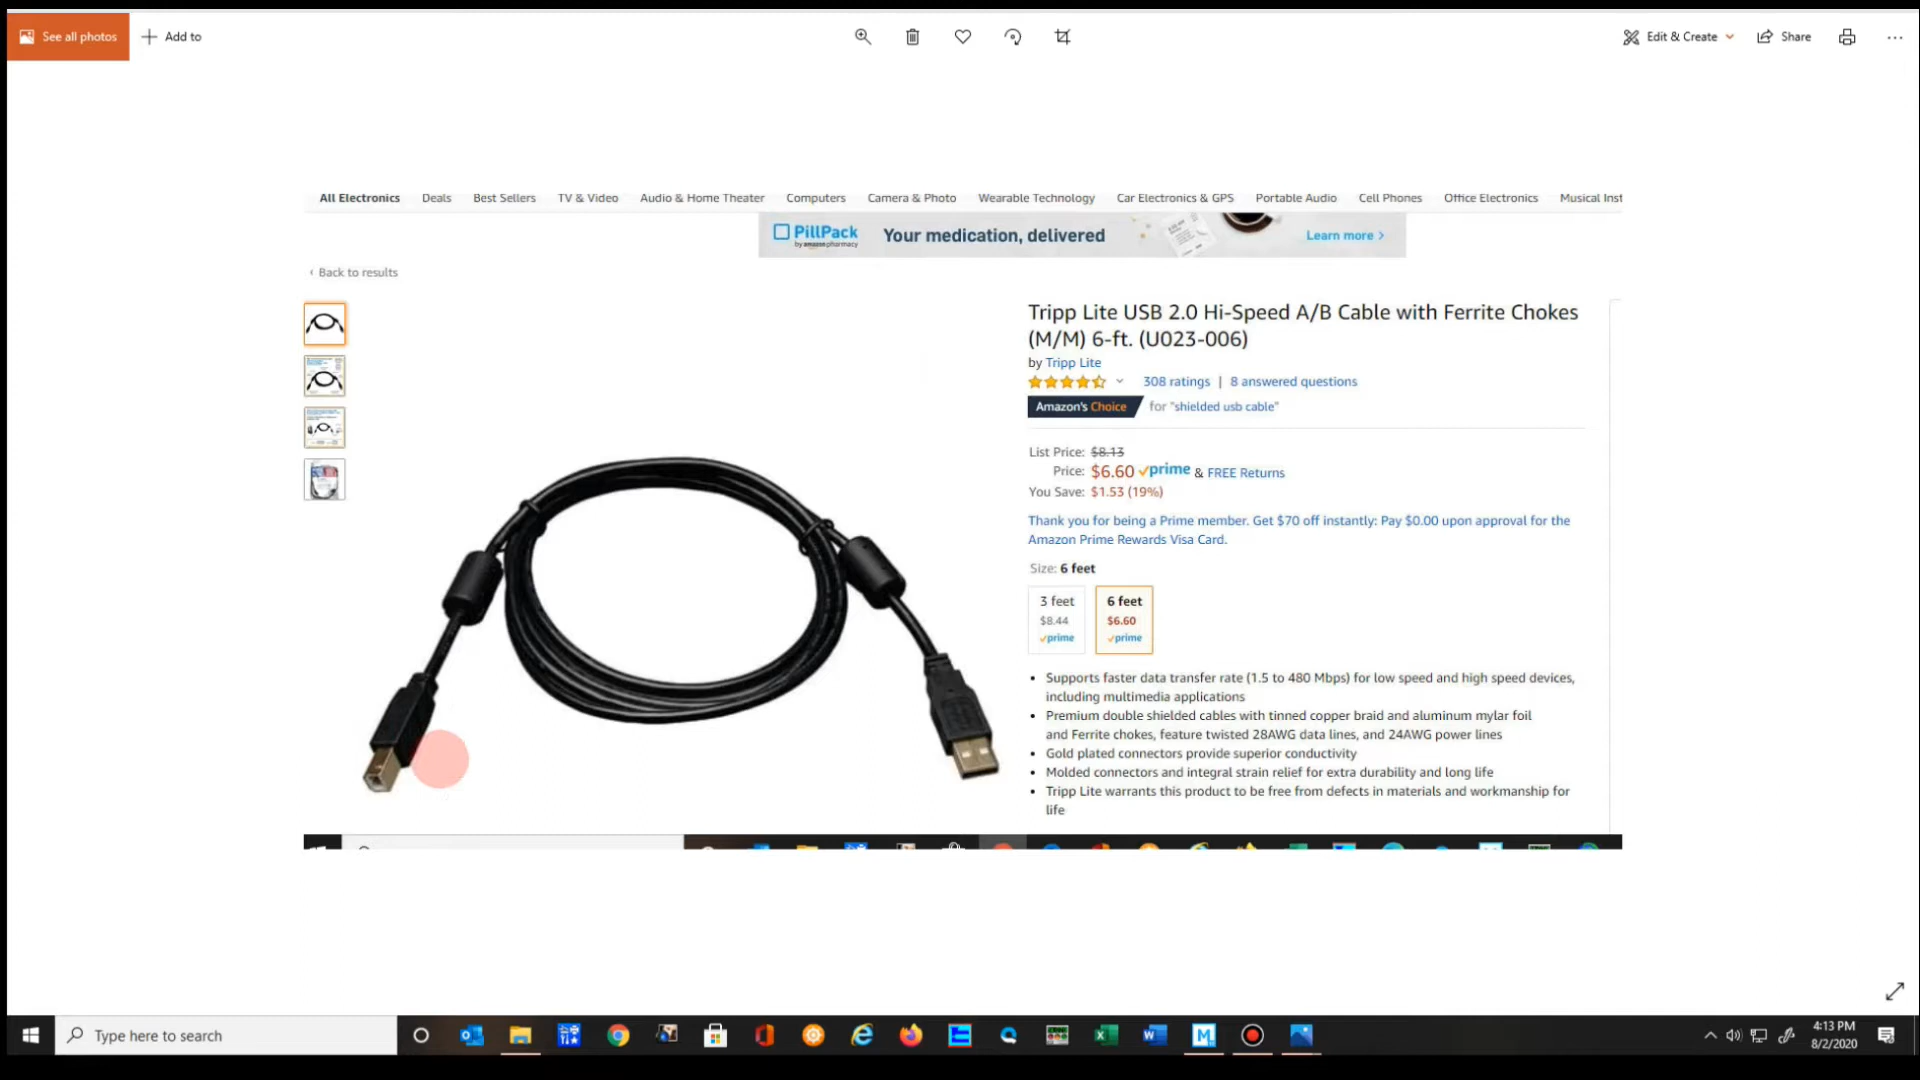 See all photos
Add to
Edit & Create
Share
All Electronics Deals Best Sellers TV & Video Audio & Home Theater Computers Camera & Photo Wearable Technology Car Electronics & GPS Portable Audio Cell Phones Office Electronics Musical Inst
PillPack
by amazon pharmacy
Your medication, delivered
Learn more >
‹ Back to results
Tripp Lite USB 2.0 Hi-Speed A/B Cable with Ferrite Chokes
(M/M) 6-ft. (U023-006)
by Tripp Lite
308 ratings | 8 answered questions
Amazon's Choice for "shielded usb cable"
List Price: $8.13
Price: $6.60 prime & FREE Returns
You Save: $1.53 (19%)
Thank you for being a Prime member. Get $70 off instantly: Pay $0.00 upon approval for the
Amazon Prime Rewards Visa Card.
Size: 6 feet
3 feet
$8.44
prime
6 feet
$6.60
prime
• Supports faster data transfer rate (1.5 to 480 Mbps) for low speed and high speed devices,
including multimedia applications
• Premium double shielded cables with tinned copper braid and aluminum mylar foil
and Ferrite chokes, feature twisted 28AWG data lines, and 24AWG power lines
• Gold plated connectors provide superior conductivity
• Molded connectors and integral strain relief for extra durability and long life
• Tripp Lite warrants this product to be free from defects in materials and workmanship for
life
Type here to search
4:13 PM
8/2/2020